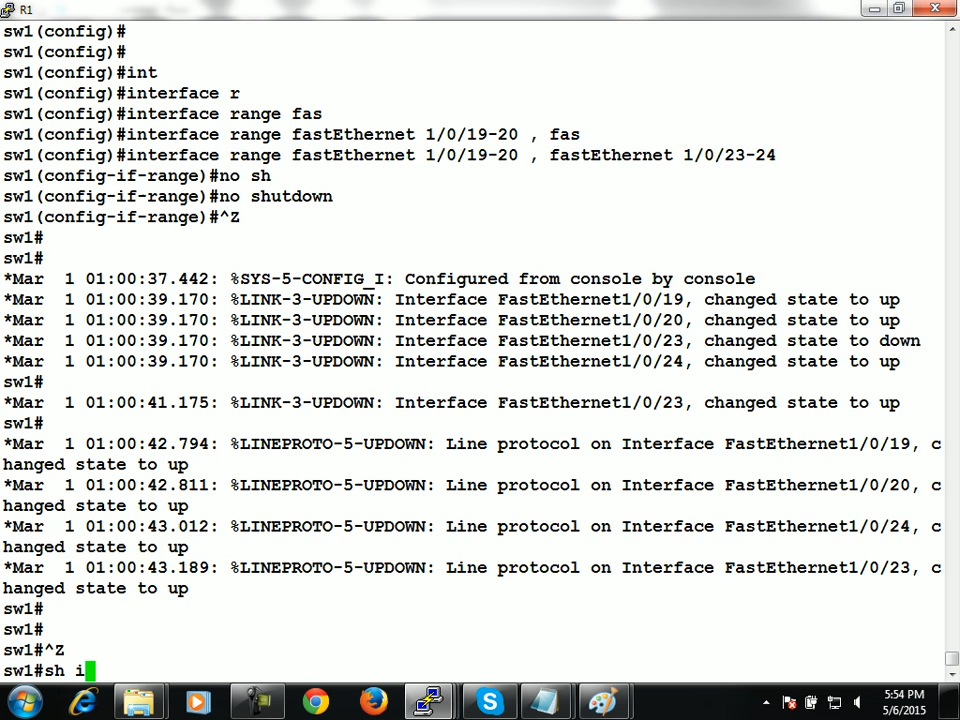 R1
sw1(config)#
sw1(config)#
sw1(config)#int
sw1(config)#interface r
sw1(config)#interface range fas
sw1(config)#interface range fastEthernet 1/0/19-20 , fas
sw1(config)#interface range fastEthernet 1/0/19-20 , fastEthernet 1/0/23-24
sw1(config-if-range)#no sh
sw1(config-if-range)#no shutdown
sw1(config-if-range)#^Z
sw1#
sw1#
*Mar  1 01:00:37.442: %SYS-5-CONFIG_I: Configured from console by console
*Mar  1 01:00:39.170: %LINK-3-UPDOWN: Interface FastEthernet1/0/19, changed state to up
*Mar  1 01:00:39.170: %LINK-3-UPDOWN: Interface FastEthernet1/0/20, changed state to up
*Mar  1 01:00:39.170: %LINK-3-UPDOWN: Interface FastEthernet1/0/23, changed state to down
*Mar  1 01:00:39.170: %LINK-3-UPDOWN: Interface FastEthernet1/0/24, changed state to up
sw1#
*Mar  1 01:00:41.175: %LINK-3-UPDOWN: Interface FastEthernet1/0/23, changed state to up
sw1#
*Mar  1 01:00:42.794: %LINEPROTO-5-UPDOWN: Line protocol on Interface FastEthernet1/0/19, c
hanged state to up
*Mar  1 01:00:42.811: %LINEPROTO-5-UPDOWN: Line protocol on Interface FastEthernet1/0/20, c
hanged state to up
*Mar  1 01:00:43.012: %LINEPROTO-5-UPDOWN: Line protocol on Interface FastEthernet1/0/24, c
hanged state to up
*Mar  1 01:00:43.189: %LINEPROTO-5-UPDOWN: Line protocol on Interface FastEthernet1/0/23, c
hanged state to up
sw1#
sw1#
sw1#^Z
sw1#sh i
5:54 PM
5/6/2015